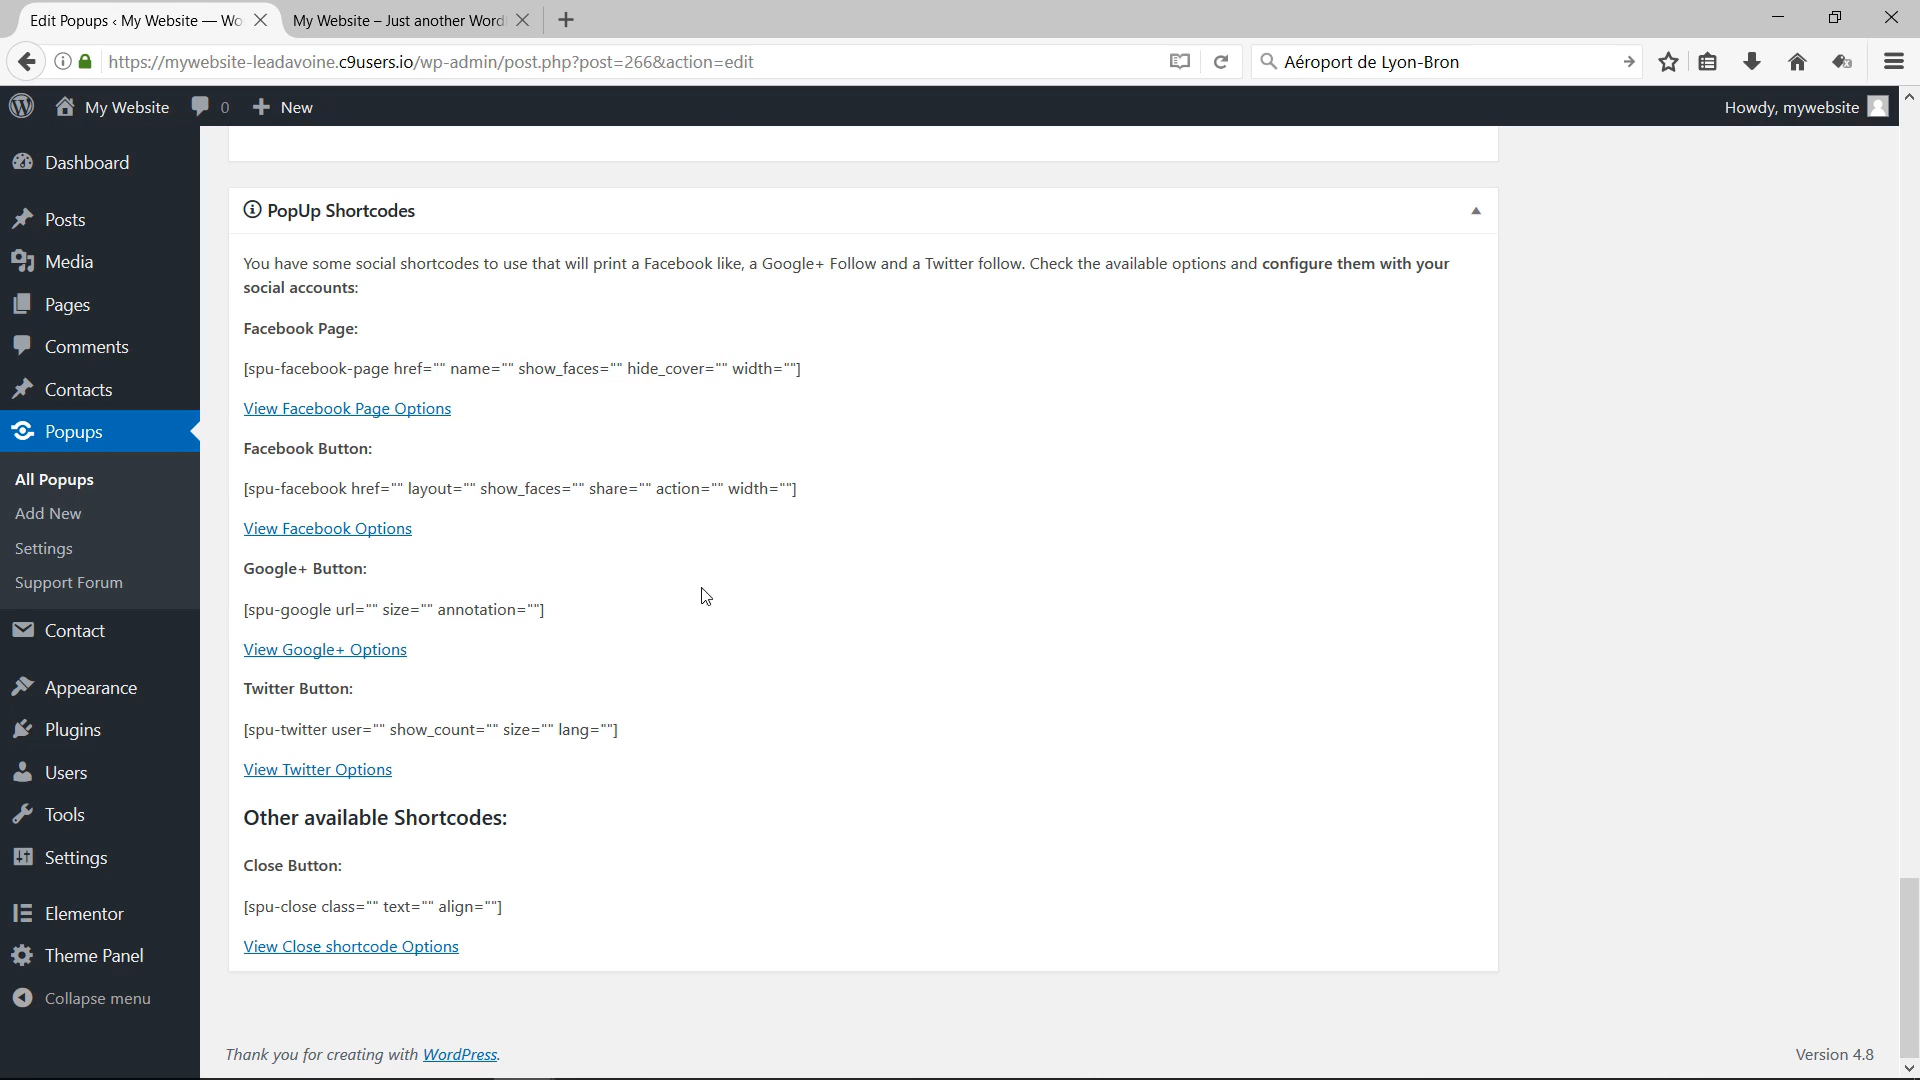 Edit Popups ‹ My Website — Wo
My Website – Just another Word
https://mywebsite-leadavoine.c9users.io/wp-admin/post.php?post=266&action=edit
Aéroport de Lyon-Bron
My Website
0
New
Howdy, mywebsite
Dashboard
Posts
Media
Pages
Comments
Contacts
Popups
All Popups
Add New
Settings
Support Forum
Contact
Appearance
Plugins
Users
Tools
Settings
Elementor
Theme Panel
Collapse menu
PopUp Shortcodes
You have some social shortcodes to use that will print a Facebook like, a Google+ Follow and a Twitter follow. Check the available options and configure them with your
social accounts:
Facebook Page:
[spu-facebook-page href="" name="" show_faces="" hide_cover="" width=""]
View Facebook Page Options
Facebook Button:
[spu-facebook href="" layout="" show_faces="" share="" action="" width=""]
View Facebook Options
Google+ Button:
[spu-google url="" size="" annotation=""]
View Google+ Options
Twitter Button:
[spu-twitter user="" show_count="" size="" lang=""]
View Twitter Options
Other available Shortcodes:
Close Button:
[spu-close class="" text="" align=""]
View Close shortcode Options
Thank you for creating with WordPress.
Version 4.8